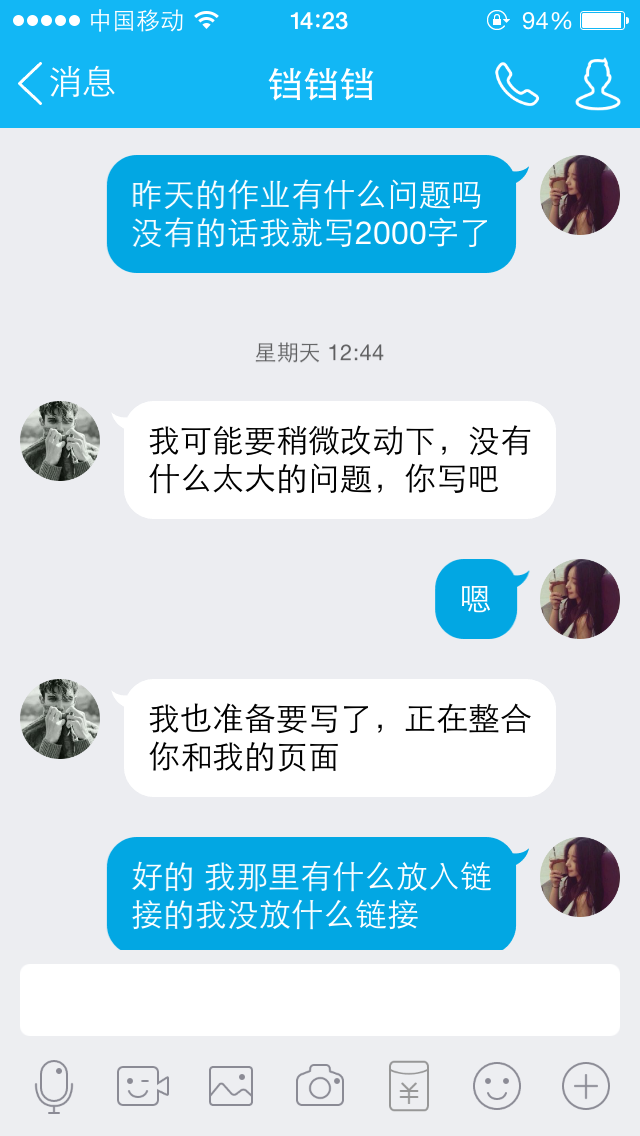 中国移动 14:23 94%
消息 铛铛铛
昨天的作业有什么问题吗
没有的话我就写2000字了
星期天 12:44
我可能要稍微改动下，没有
什么太大的问题，你写吧
嗯
我也准备要写了，正在整合
你和我的页面
好的 我那里有什么放入链
接的我没放什么链接
¥